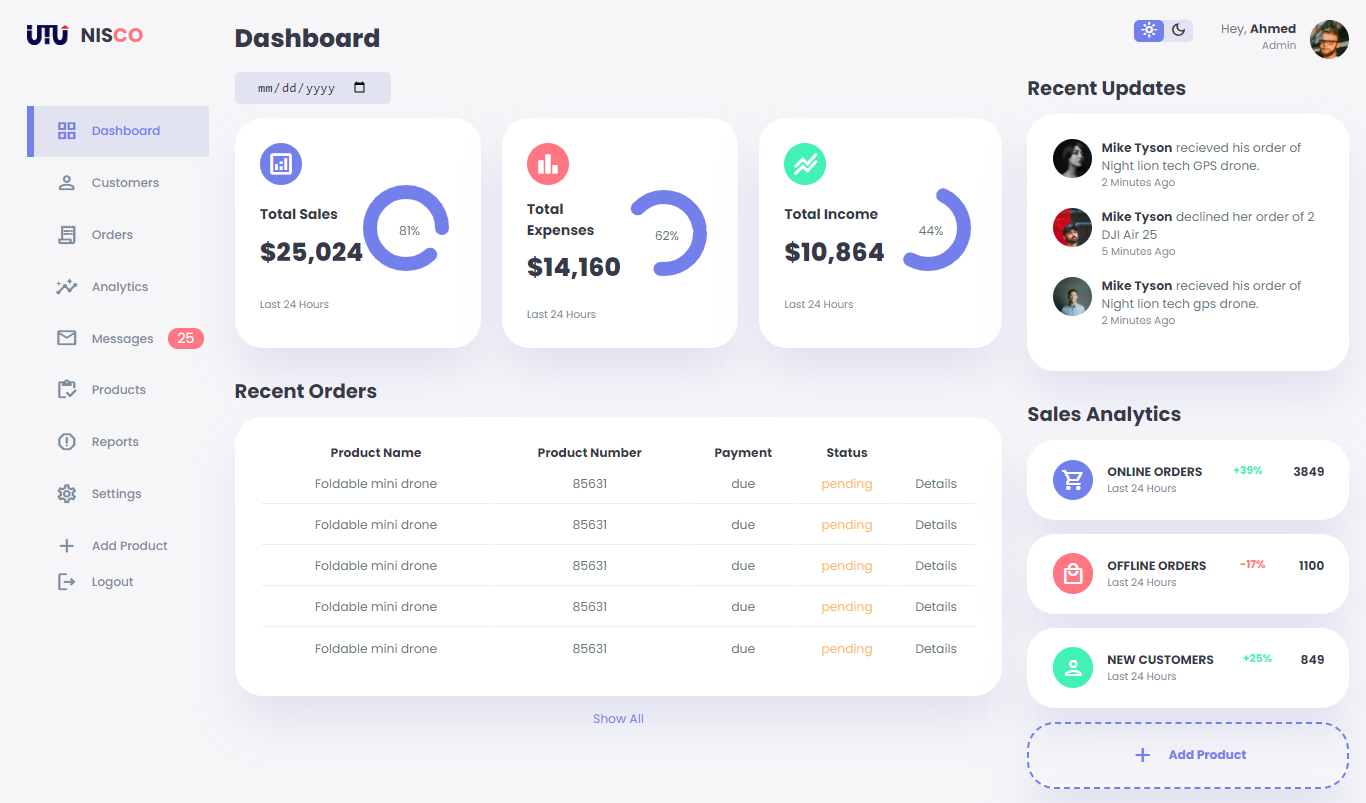 UTU NISCO
Dashboard
Customers
Orders
Analytics
Messages 25
Products
Reports
Settings
Add Product
Logout
Dashboard
mm/dd/yyyy
Total Sales
$25,024
81%
Last 24 Hours
Total
Expenses
$14,160
62%
Last 24 Hours
Total Income
$10,864
44%
Last 24 Hours
Recent Orders
Product Name Product Number Payment Status
Foldable mini drone 85631 due pending Details
Foldable mini drone 85631 due pending Details
Foldable mini drone 85631 due pending Details
Foldable mini drone 85631 due pending Details
Foldable mini drone 85631 due pending Details
Show All
Hey, Ahmed
Admin
Recent Updates
Mike Tyson recieved his order of
Night lion tech GPS drone.
2 Minutes Ago
Mike Tyson declined her order of 2
DJI Air 25
5 Minutes Ago
Mike Tyson recieved his order of
Night lion tech gps drone.
2 Minutes Ago
Sales Analytics
ONLINE ORDERS +39% 3849
Last 24 Hours
OFFLINE ORDERS -17% 1100
Last 24 Hours
NEW CUSTOMERS +25% 849
Last 24 Hours
Add Product